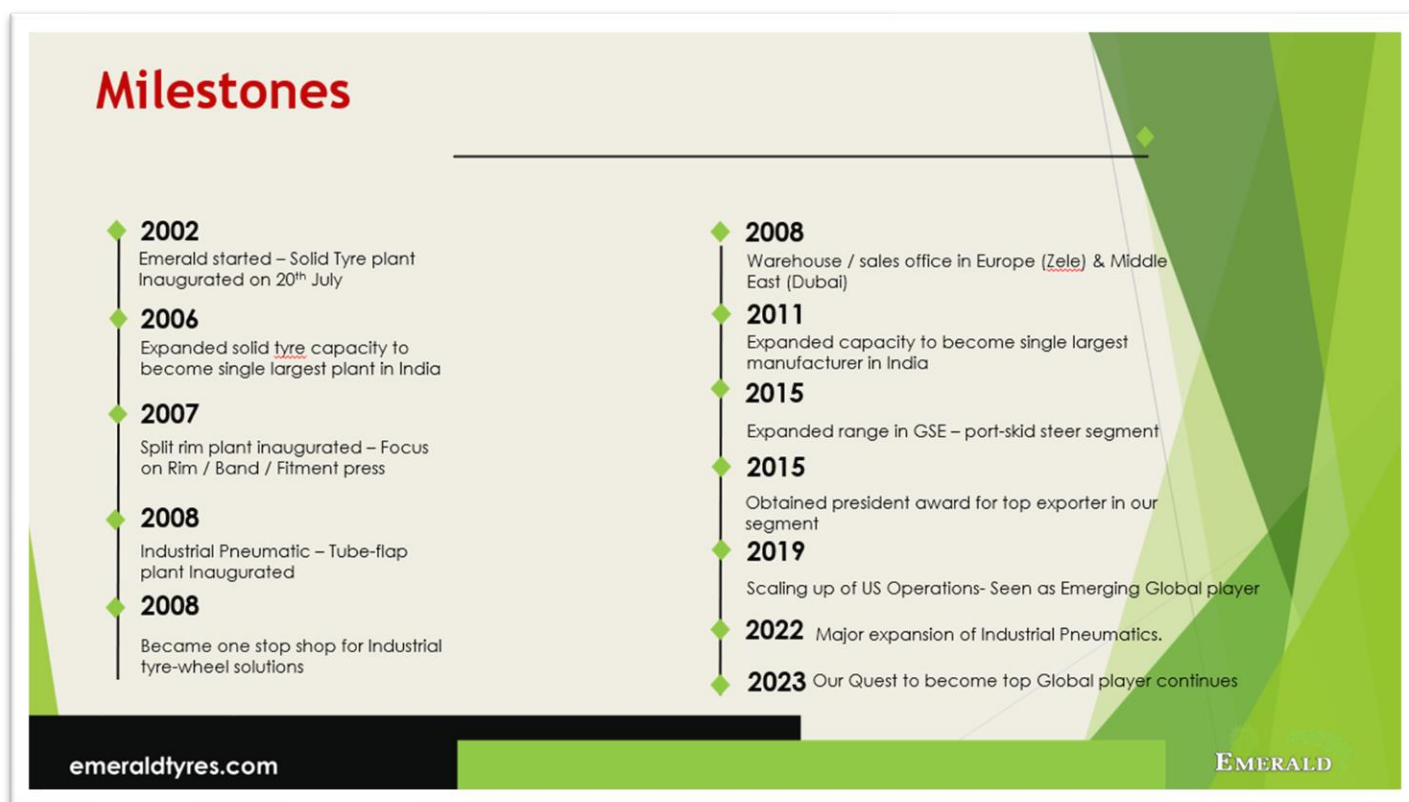 Milestones
2002
Emerald started – Solid Tyre plant
Inaugurated on 20th July
2006
Expanded solid tyre capacity to
become single largest plant in India
2007
Split rim plant inaugurated – Focus
on Rim / Band / Fitment press
2008
Industrial Pneumatic – Tube-flap
plant Inaugurated
2008
Became one stop shop for Industrial
tyre-wheel solutions
2008
Warehouse / sales office in Europe (Zele) & Middle
East (Dubai)
2011
Expanded capacity to become single largest
manufacturer in India
2015
Expanded range in GSE – port-skid steer segment
2015
Obtained president award for top exporter in our
segment
2019
Scaling up of US Operations- Seen as Emerging Global player
2022 Major expansion of Industrial Pneumatics.
2023 Our Quest to become top Global player continues
emeraldtyres.com
EMERALD